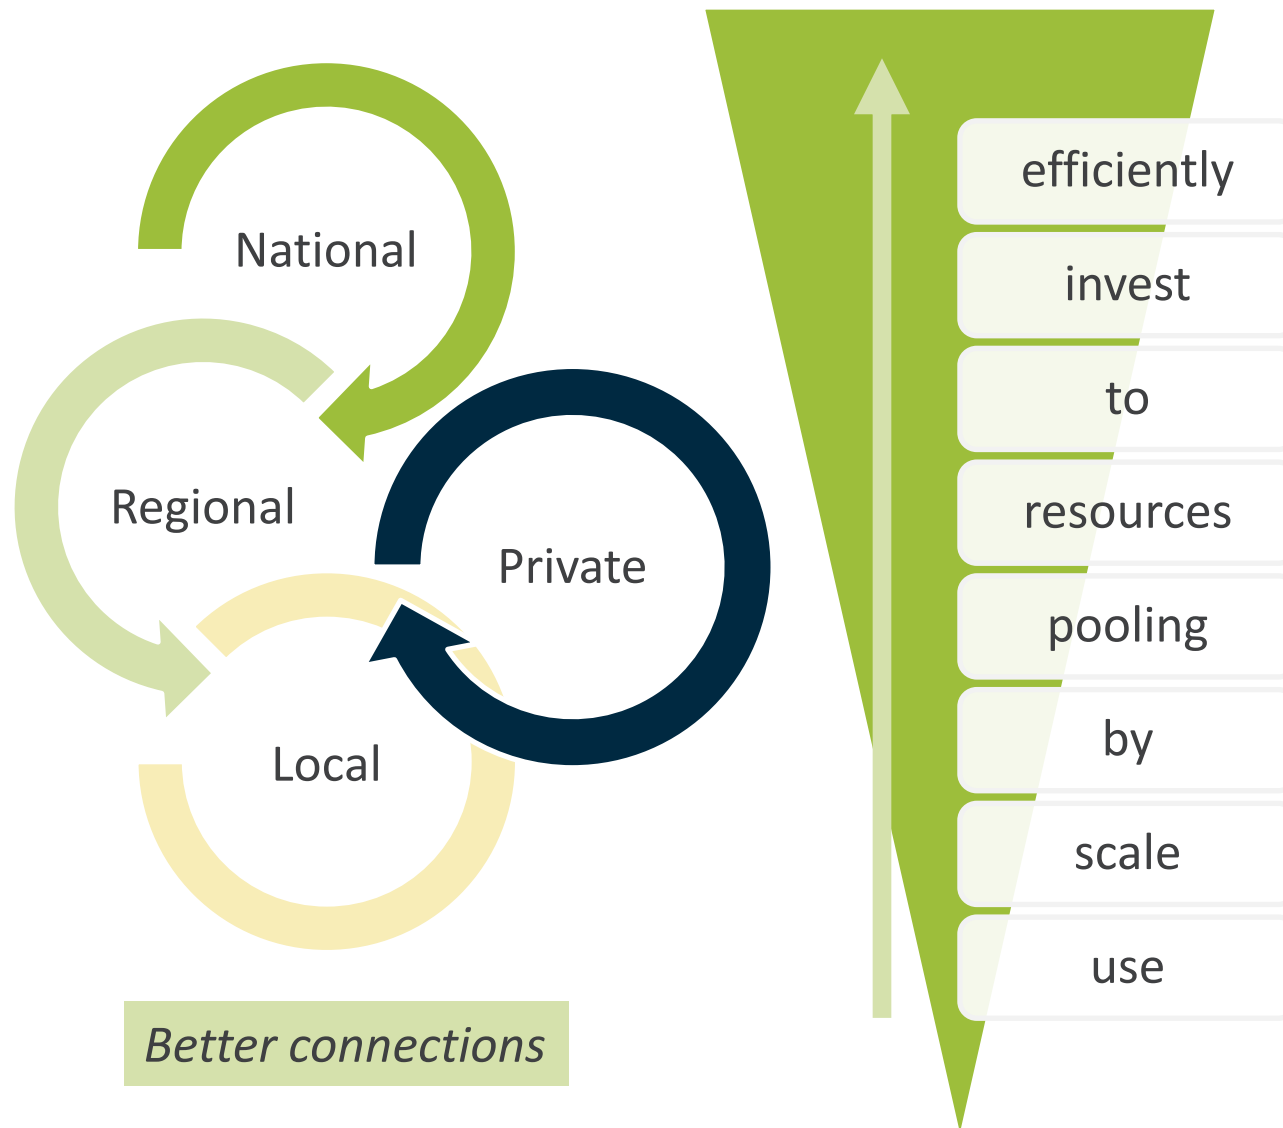 National
Regional
Private
Local
Better connections
efficiently
invest
to
resources
pooling
by
scale
use